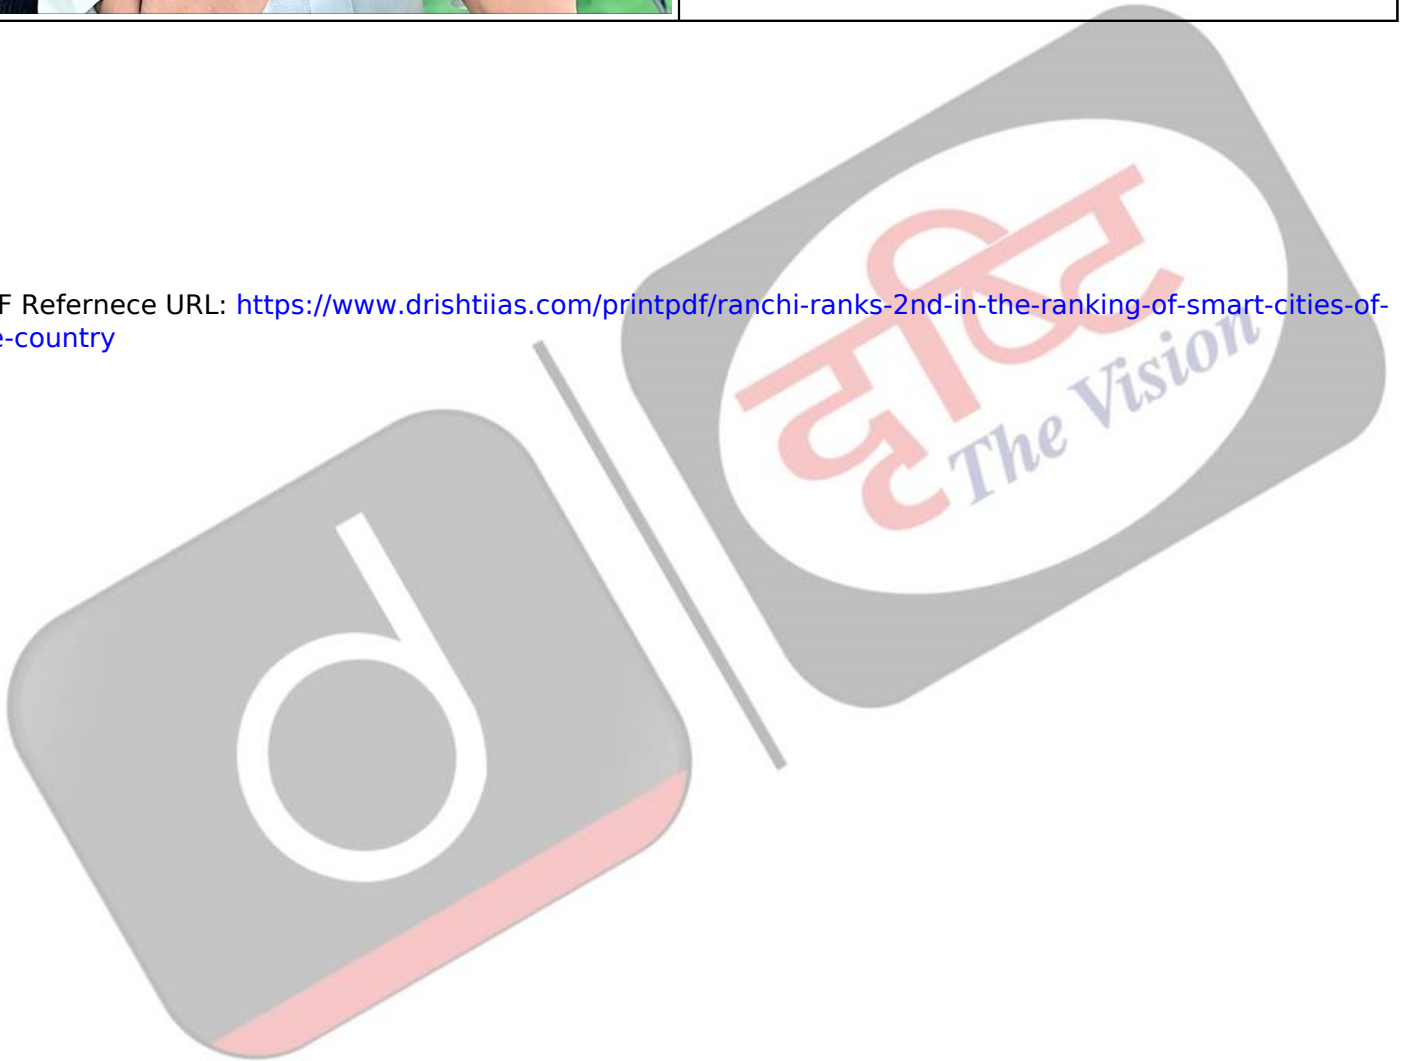 F Refernece URL: https://www.drishtiias.com/printpdf/ranchi-ranks-2nd-in-the-ranking-of-smart-cities-of-
e-country
दृष्टि
The Vision
d